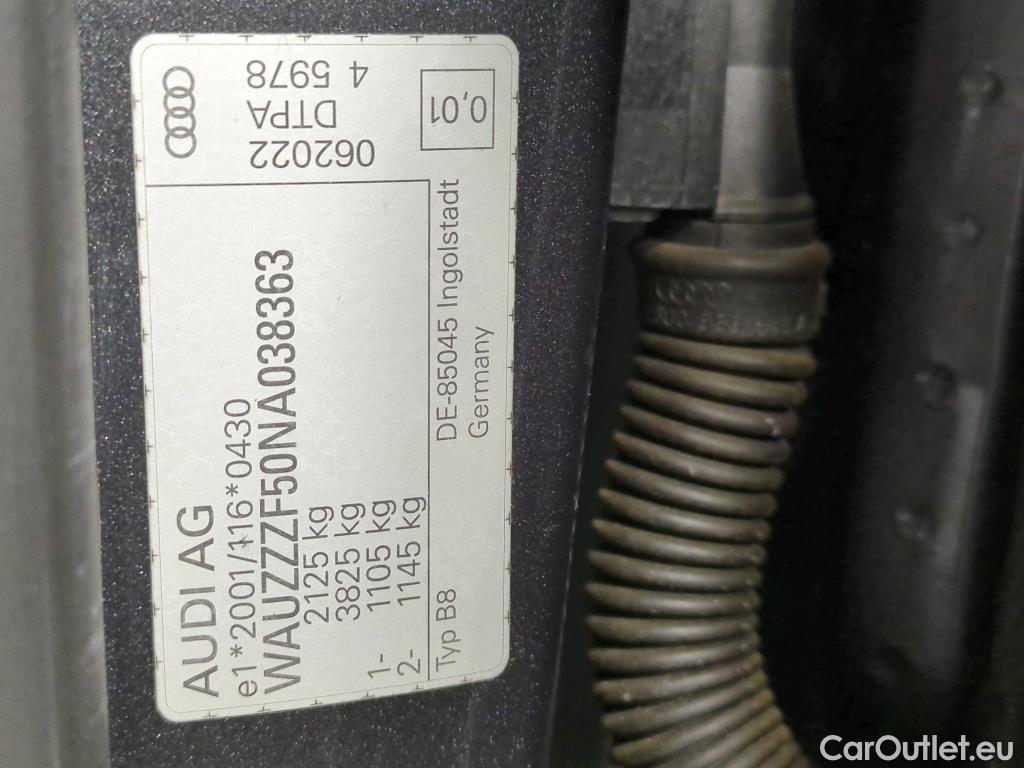 AUDI AG
e1*2001/116*0430
WAUZZZF50NA038363
2125 kg
3825 kg
1- 1105 kg
2- 1145 kg
Typ B8
DE-85045 Ingolstadt
Germany
062022
DTPA
4 5978
0,01
CarOutlet.eu